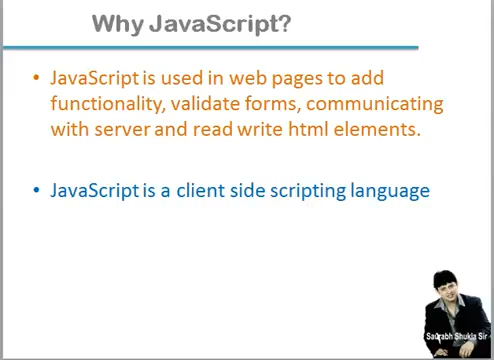 Why JavaScript?
• JavaScript is used in web pages to add
functionality, validate forms, communicating
with server and read write html elements.
• JavaScript is a client side scripting language
Saurabh Shukla Sir